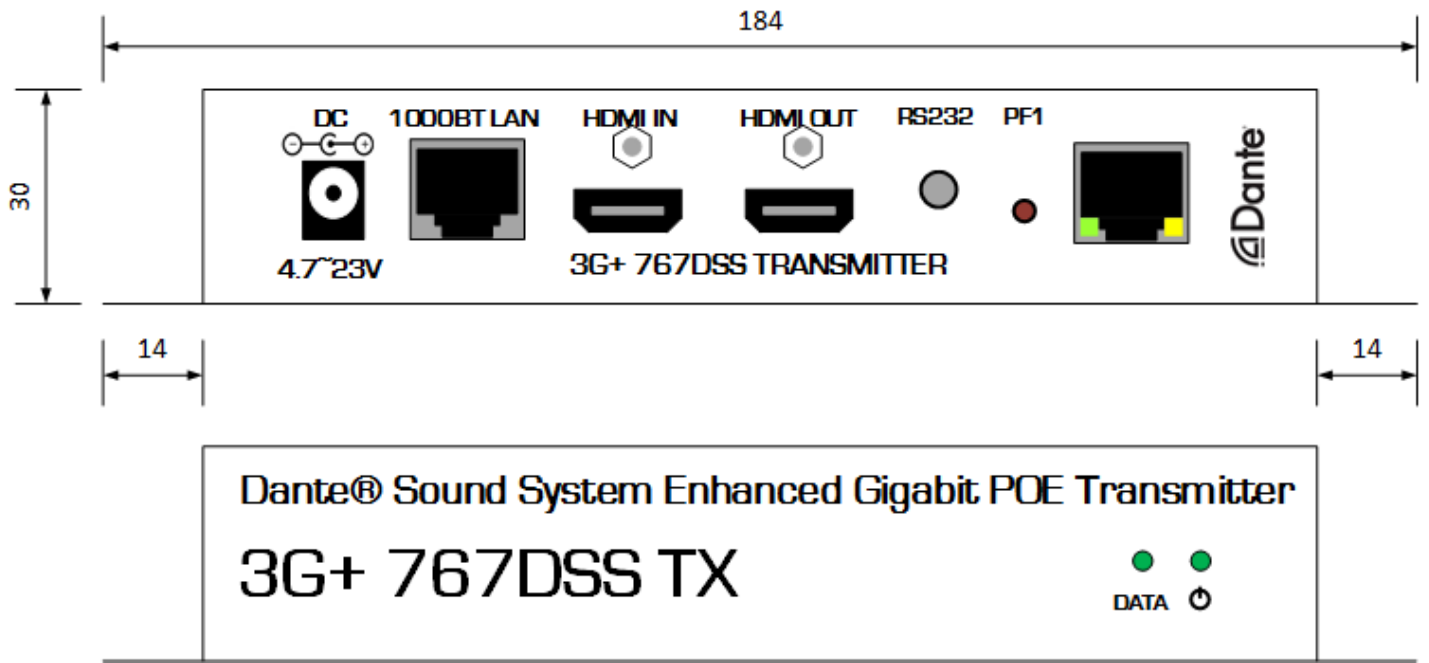 184
30
DC
1000BT LAN
HDMI IN
HDMI OUT
RS232
PF1
4.7~23V
3G+ 767DSS TRANSMITTER
Dante
14
14
Dante® Sound System Enhanced Gigabit POE Transmitter
3G+ 767DSS TX
DATA